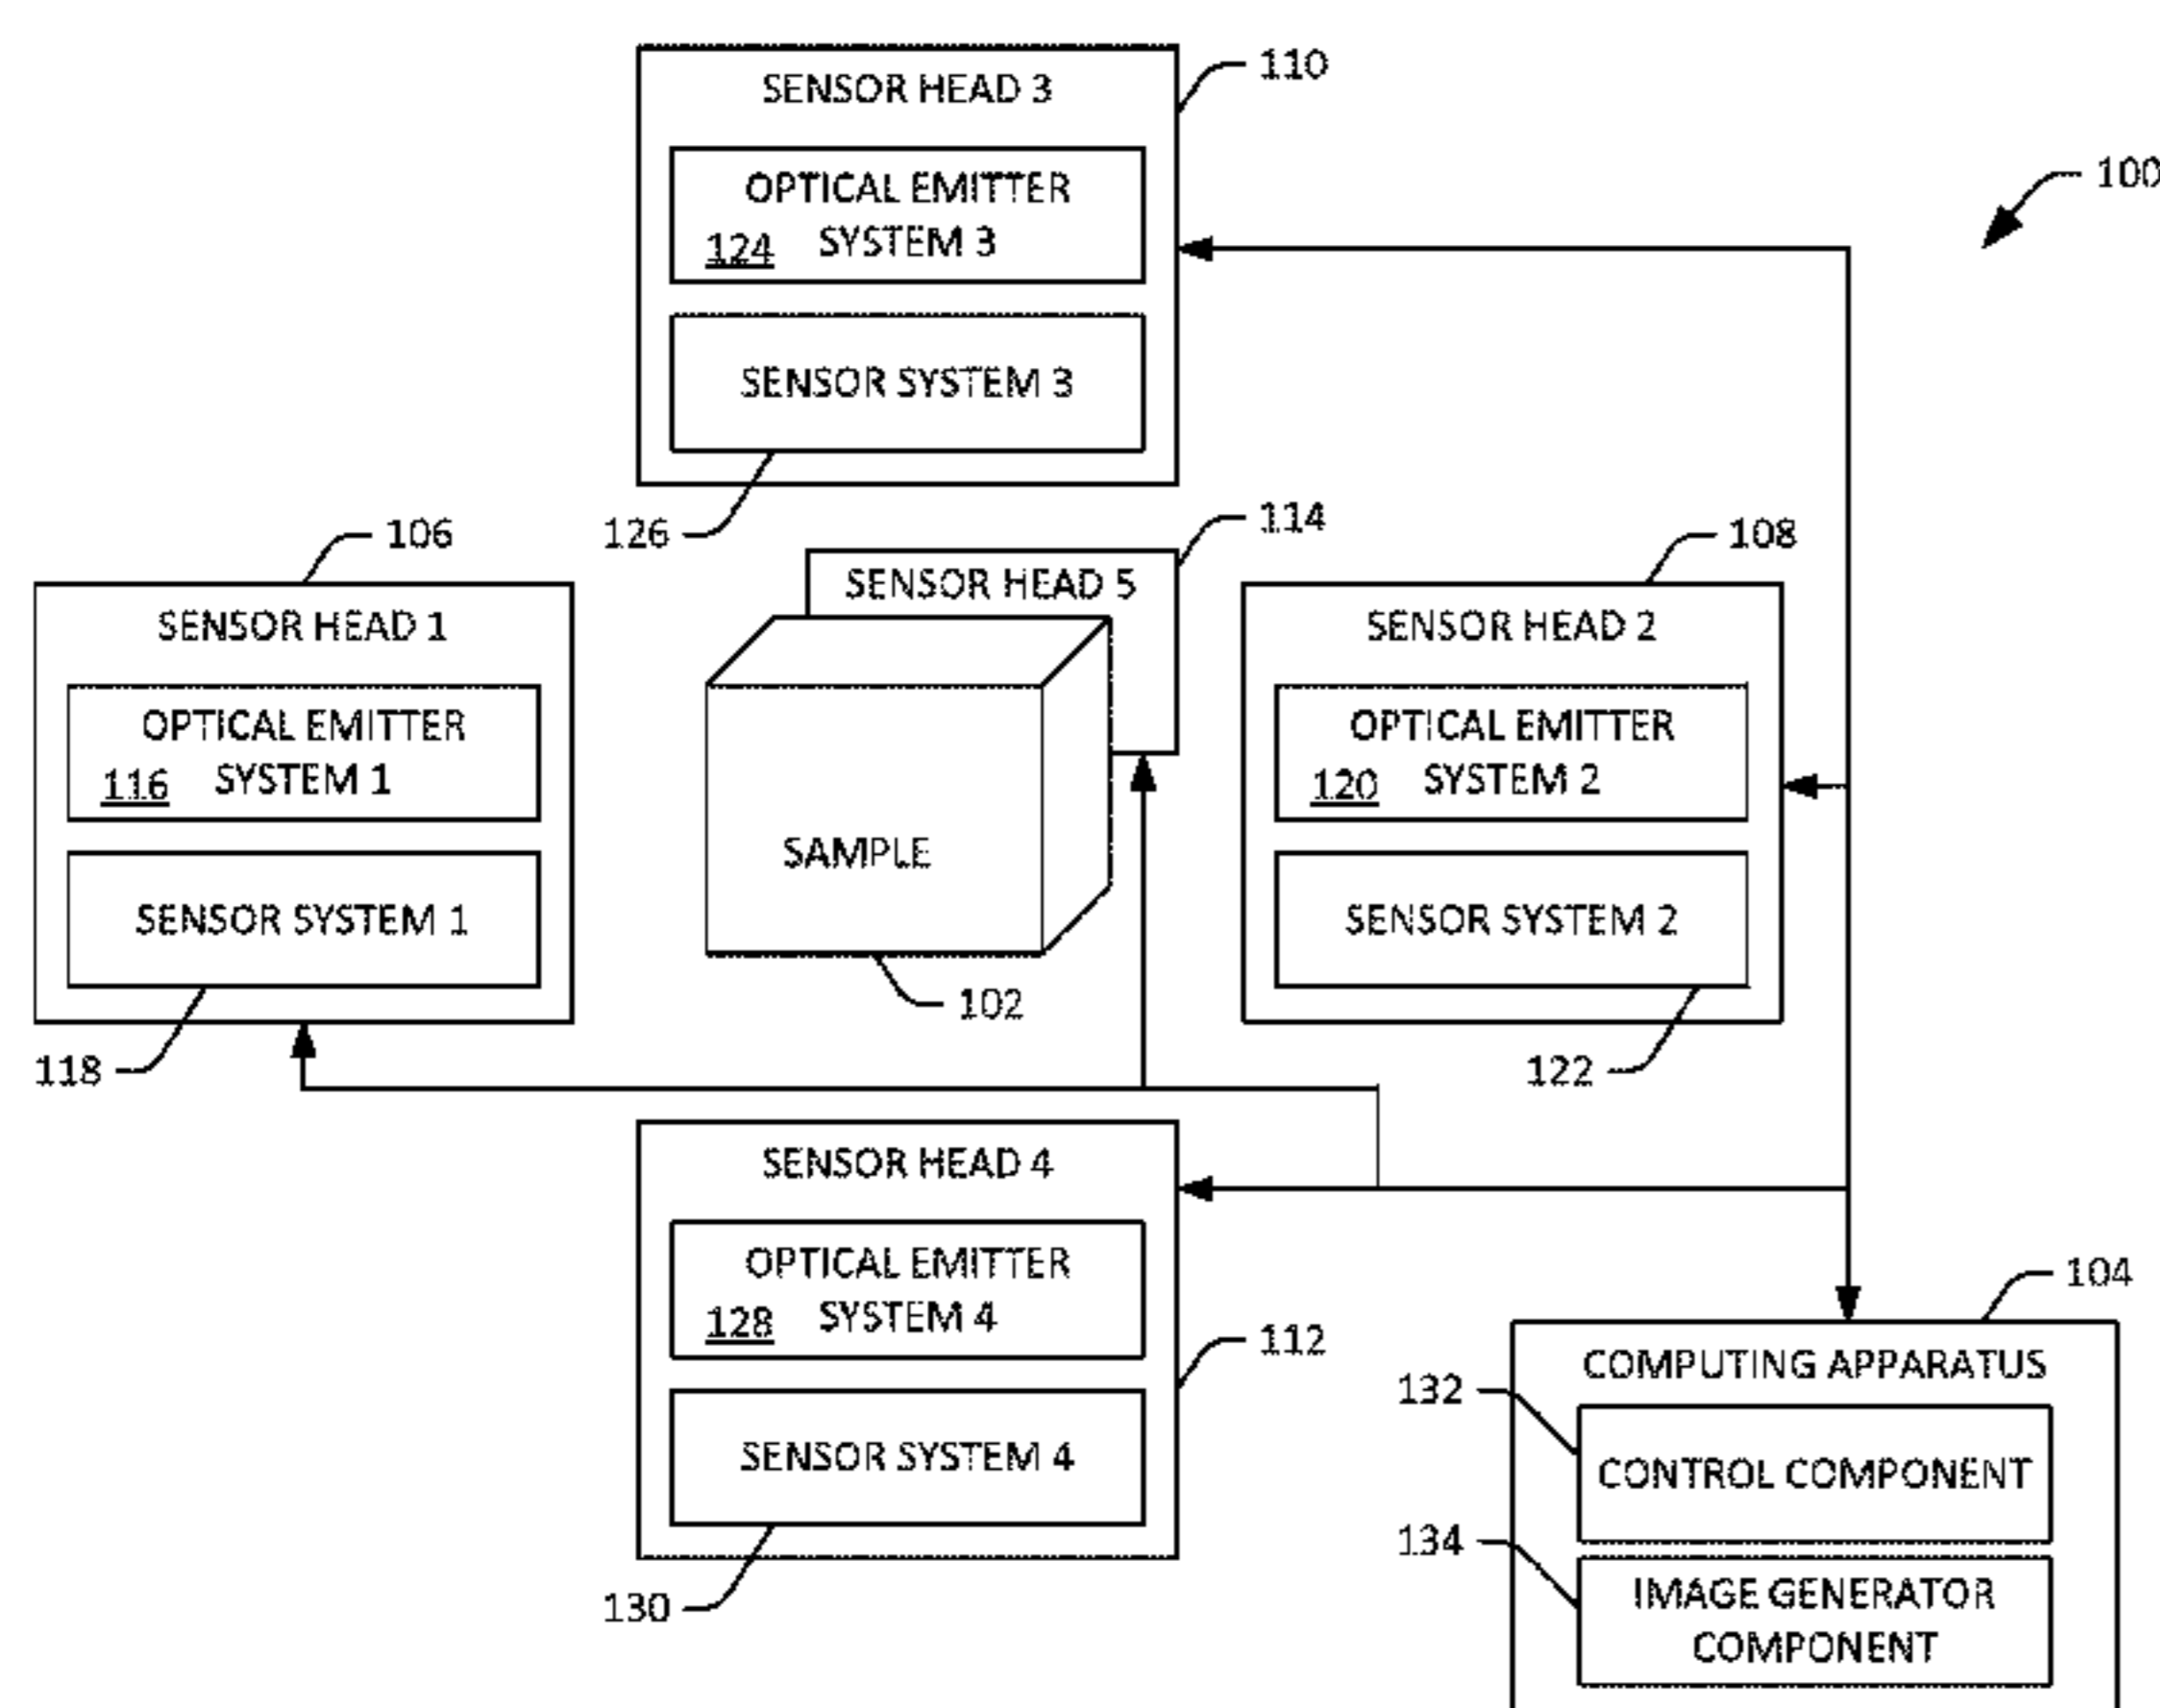 110
SENSOR HEAD 3
100
OPTICAL EMITTER
SYSTEM 3
124
SENSOR SYSTEM 3
126
114
106
108
SENSOR HEAD 5
SENSOR HEAD 1
SENSOR HEAD 2
OPTICAL EMITTER
SYSTEM 1
116
OPTICAL EMITTER
SYSTEM 2
120
SAMPLE
SENSOR SYSTEM 1
SENSOR SYSTEM 2
102
118
122
SENSOR HEAD 4
OPTICAL EMITTER
SYSTEM 4
128
104
112
COMPUTING APPARATUS
132
SENSOR SYSTEM 4
CONTROL COMPONENT
134
130
IMAGE GENERATOR
COMPONENT